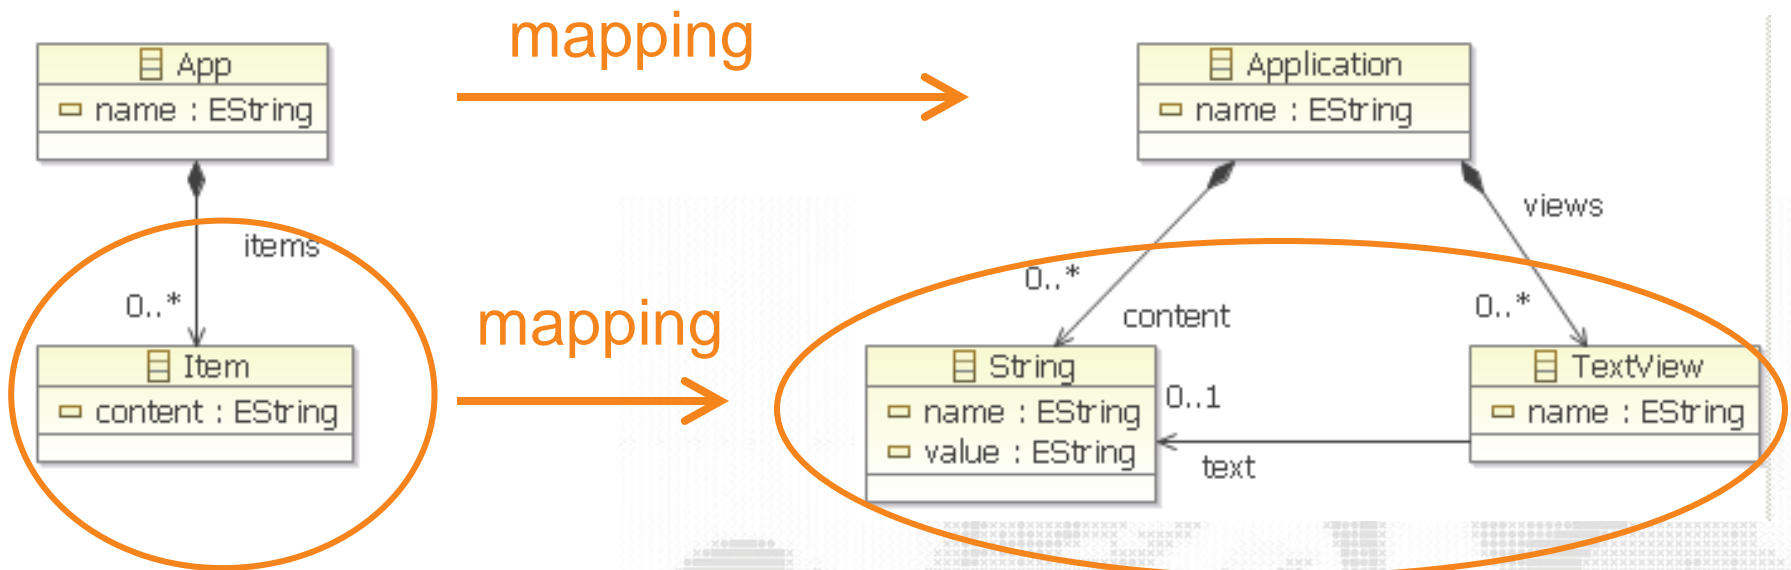 mapping
App
name : EString
items
0..*
Item
content : EString
mapping
Application
name : EString
views
0..*
content
0..*
String
name : EString
value : EString
0..1
text
TextView
name : EString